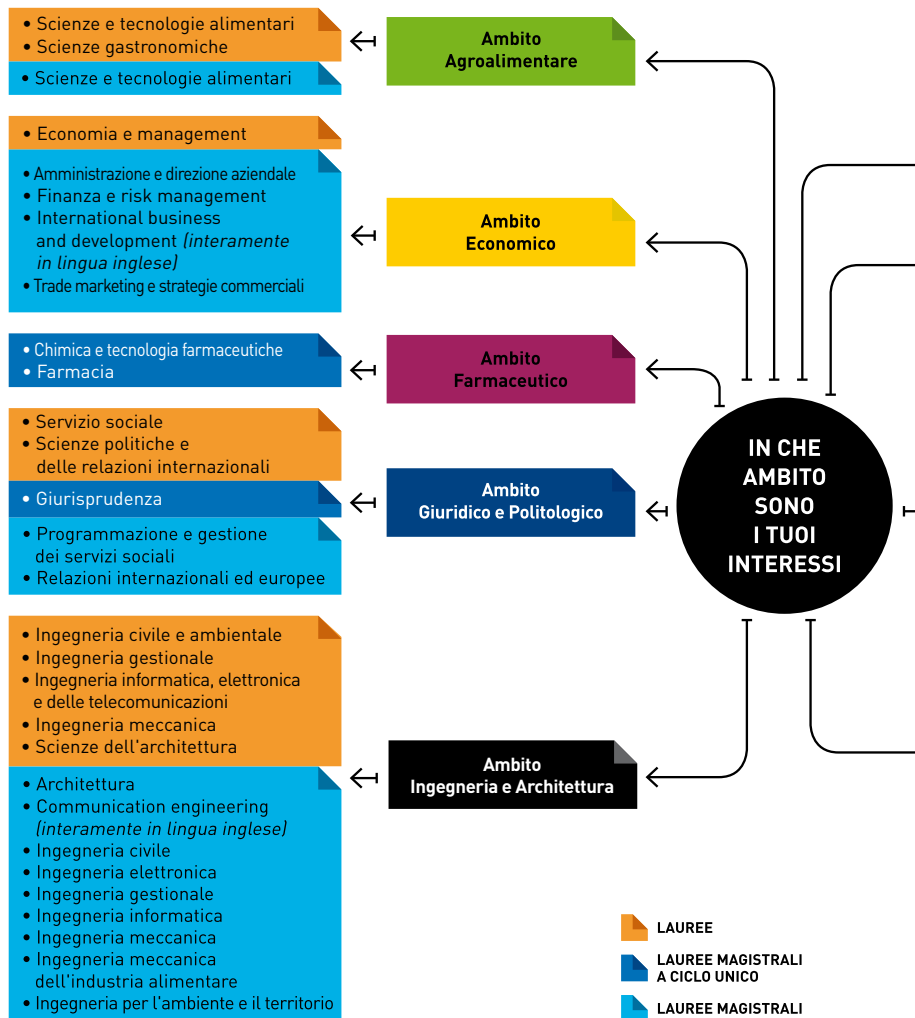 • Scienze e tecnologie alimentari
• Scienze gastronomiche
• Scienze e tecnologie alimentari
Ambito
Agroalimentare
• Economia e management
• Amministrazione e direzione aziendale
• Finanza e risk management
• International business
and development (interamente
in lingua inglese)
• Trade marketing e strategie commerciali
Ambito
Economico
• Chimica e tecnologia farmaceutiche
• Farmacia
Ambito
Farmaceutico
• Servizio sociale
• Scienze politiche e
delle relazioni internazionali
• Giurisprudenza
• Programmazione e gestione
dei servizi sociali
• Relazioni internazionali ed europee
Ambito
Giuridico e Politologico
IN CHE
AMBITO
SONO
I TUOI
INTERESSI
• Ingegneria civile e ambientale
• Ingegneria gestionale
• Ingegneria informatica, elettronica
e delle telecomunicazioni
• Ingegneria meccanica
• Scienze dell'architettura
• Architettura
• Communication engineering
(interamente in lingua inglese)
• Ingegneria civile
• Ingegneria elettronica
• Ingegneria gestionale
• Ingegneria informatica
• Ingegneria meccanica
• Ingegneria meccanica
dell'industria alimentare
• Ingegneria per l'ambiente e il territorio
Ambito
Ingegneria e Architettura
LAUREE
LAUREE MAGISTRALI
A CICLO UNICO
LAUREE MAGISTRALI